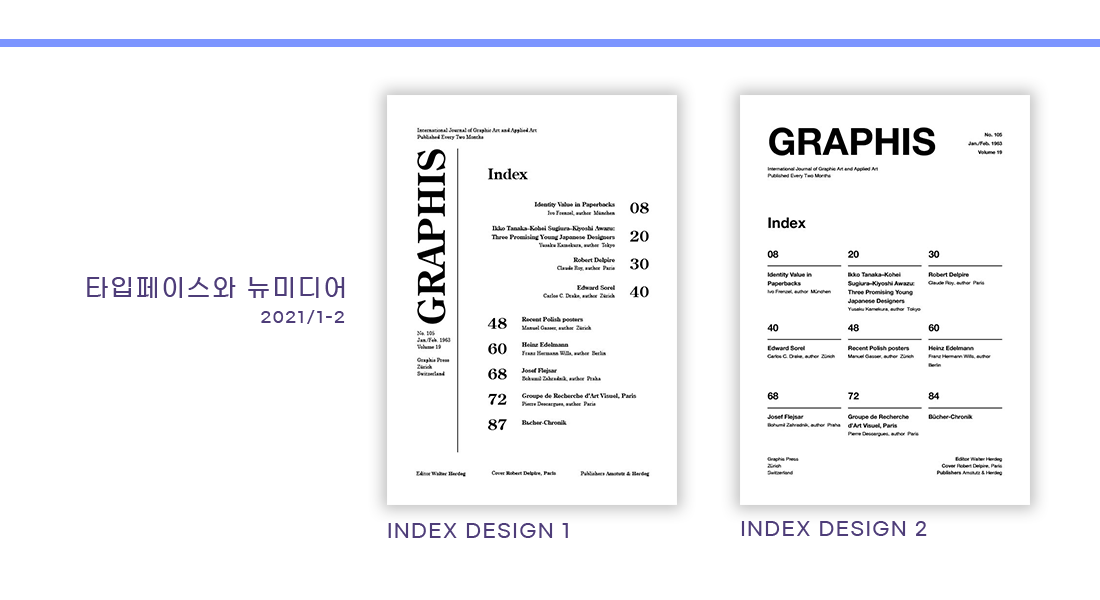 타입페이스와 뉴미디어
2021/1-2
International Journal of Graphic Art and Applied Art
Published Every Two Months
GRAPHIS
No. 105
Jan./Feb. 1963
Volume 19
Graphis Press
Zürich
Switzerland
Index
Identity Value in Paperbacks
Ivo Frenzel, author München
08
Ikko Tanaka–Kohei Sugiura–Kiyoshi Awazu:
Three Promising Young Japanese Designers
Yusaku Kamekura, author Tokyo
20
Robert Delpire
Claude Roy, author Paris
30
Edward Sorel
Carlos C. Drake, author Zürich
40
48
Recent Polish posters
Manuel Gasser, author Zürich
60
Heinz Edelmann
Franz Hermann Wills, author Berlin
68
Josef Flejsar
Bohumil Zahradnik, author Praha
72
Groupe de Recherche d'Art Visuel, Paris
Pierre Descargues, author Paris
87
Bücher-Chronik
Editor Walter Herdeg
Cover Robert Delpire, Paris
Publishers Amstutz & Herdeg
INDEX DESIGN 1
GRAPHIS
No. 105
Jan./Feb. 1963
Volume 19
International Journal of Graphic Art and Applied Art
Published Every Two Months
Index
08
Identity Value in
Paperbacks
Ivo Frenzel, author München
20
Ikko Tanaka–Kohei
Sugiura–Kiyoshi Awazu:
Three Promising Young
Japanese Designers
Yusaku Kamekura, author Tokyo
30
Robert Delpire
Claude Roy, author Paris
40
Edward Sorel
Carlos C. Drake, author Zürich
48
Recent Polish posters
Manuel Gasser, author Zürich
60
Heinz Edelmann
Franz Hermann Wills, author
Berlin
68
Josef Flejsar
Bohumil Zahradnik, author Praha
72
Groupe de Recherche
d'Art Visuel, Paris
Pierre Descargues, author Paris
84
Bücher-Chronik
Graphis Press
Zürich
Switzerland
Editor Walter Herdeg
Cover Robert Delpire, Paris
Publishers Amstutz & Herdeg
INDEX DESIGN 2